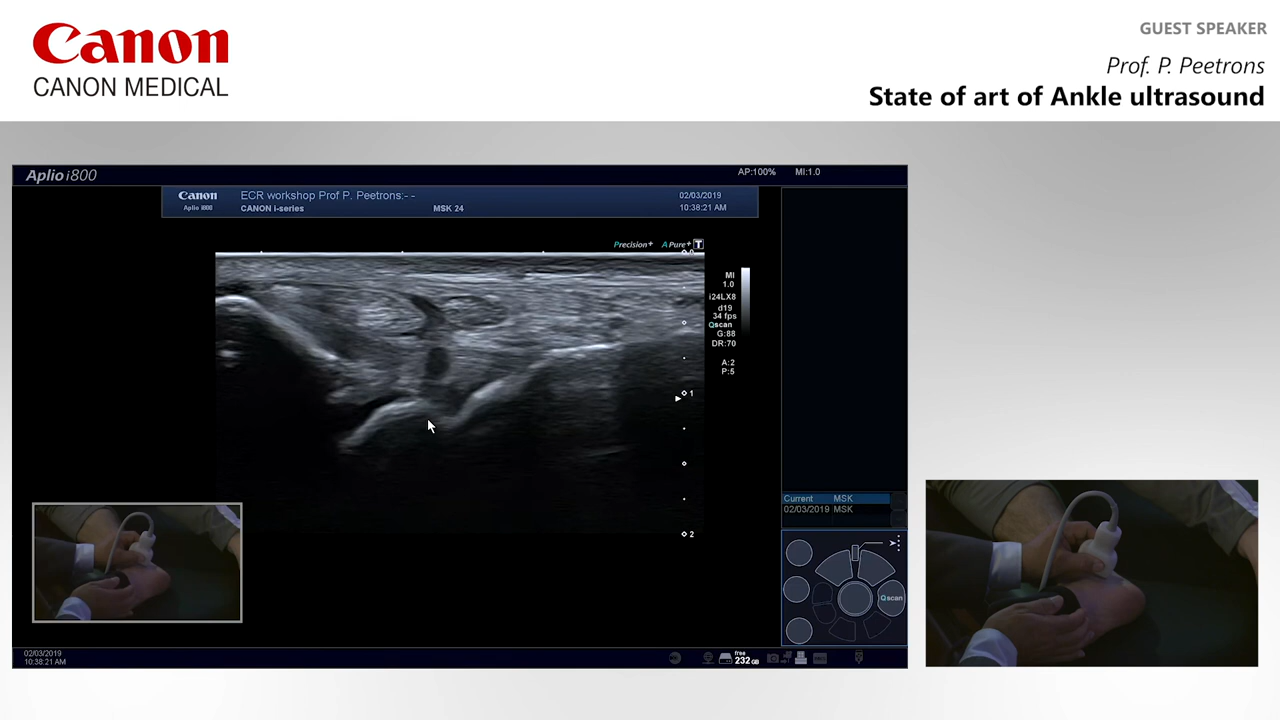 Canon
CANON MEDICAL
GUEST SPEAKER
Prof. P. Peetrons
State of art of Ankle ultrasound
Aplio i800
AP:100% MI:1.0
Canon
Aplio i800
ECR workshop Prof P. Peetrons:- -
CANON i-series MSK 24
02/03/2019
10:38:21 AM
Precision+ APure+ T
MI
1.0
i24LX8
d19
34 fps
Qscan
G:88
DR:70
A:2
P:5
1
2
Current MSK
02/03/2019 MSK
Qscan
02/03/2019
10:38:21 AM
free
232GB